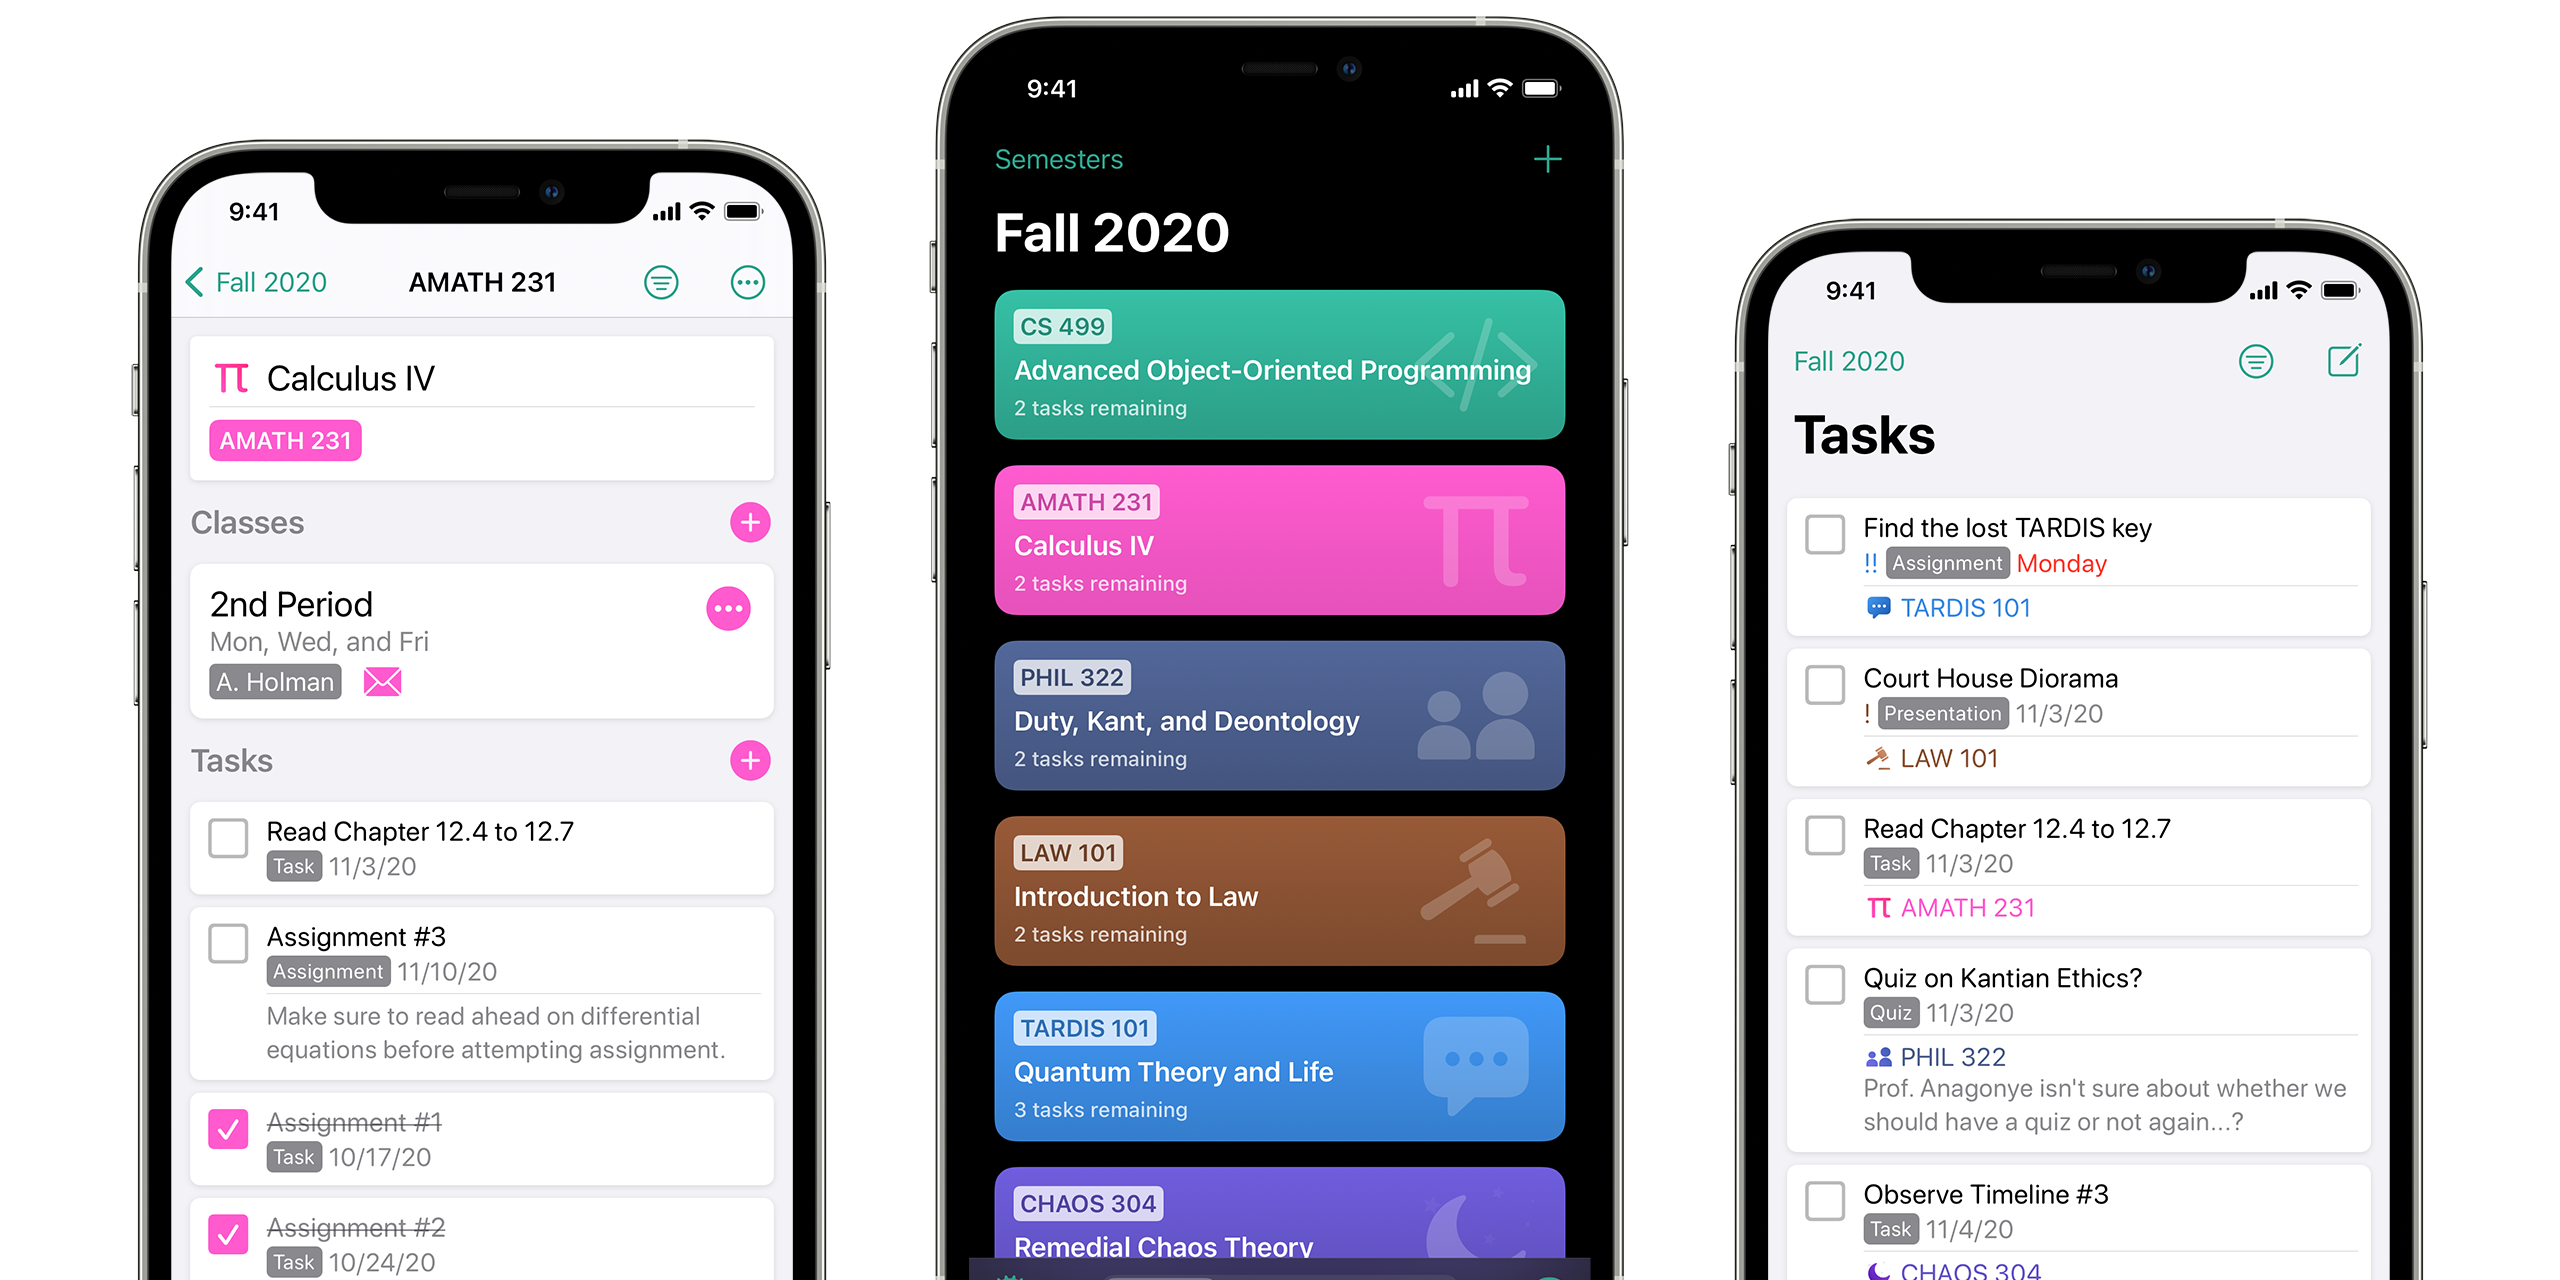 9:41
Fall 2020
AMATH 231
Calculus IV
AMATH 231
Classes
2nd Period
Mon, Wed, and Fri
A. Holman
Tasks
Read Chapter 12.4 to 12.7
Task 11/3/20
Assignment #3
Assignment 11/10/20
Make sure to read ahead on differential
equations before attempting assignment.
Assignment #1
Task 10/17/20
Assignment #2
Task 10/24/20
9:41
Semesters
Fall 2020
CS 499
Advanced Object-Oriented Programming
2 tasks remaining
AMATH 231
Calculus IV
2 tasks remaining
PHIL 322
Duty, Kant, and Deontology
2 tasks remaining
LAW 101
Introduction to Law
2 tasks remaining
TARDIS 101
Quantum Theory and Life
3 tasks remaining
CHAOS 304
Remedial Chaos Theory
9:41
Fall 2020
Tasks
Find the lost TARDIS key
!! Assignment Monday
TARDIS 101
Court House Diorama
! Presentation 11/3/20
LAW 101
Read Chapter 12.4 to 12.7
Task 11/3/20
AMATH 231
Quiz on Kantian Ethics?
Quiz 11/3/20
PHIL 322
Prof. Anagonye isn't sure about whether we
should have a quiz or not again...?
Observe Timeline #3
Task 11/4/20
CHAOS 304